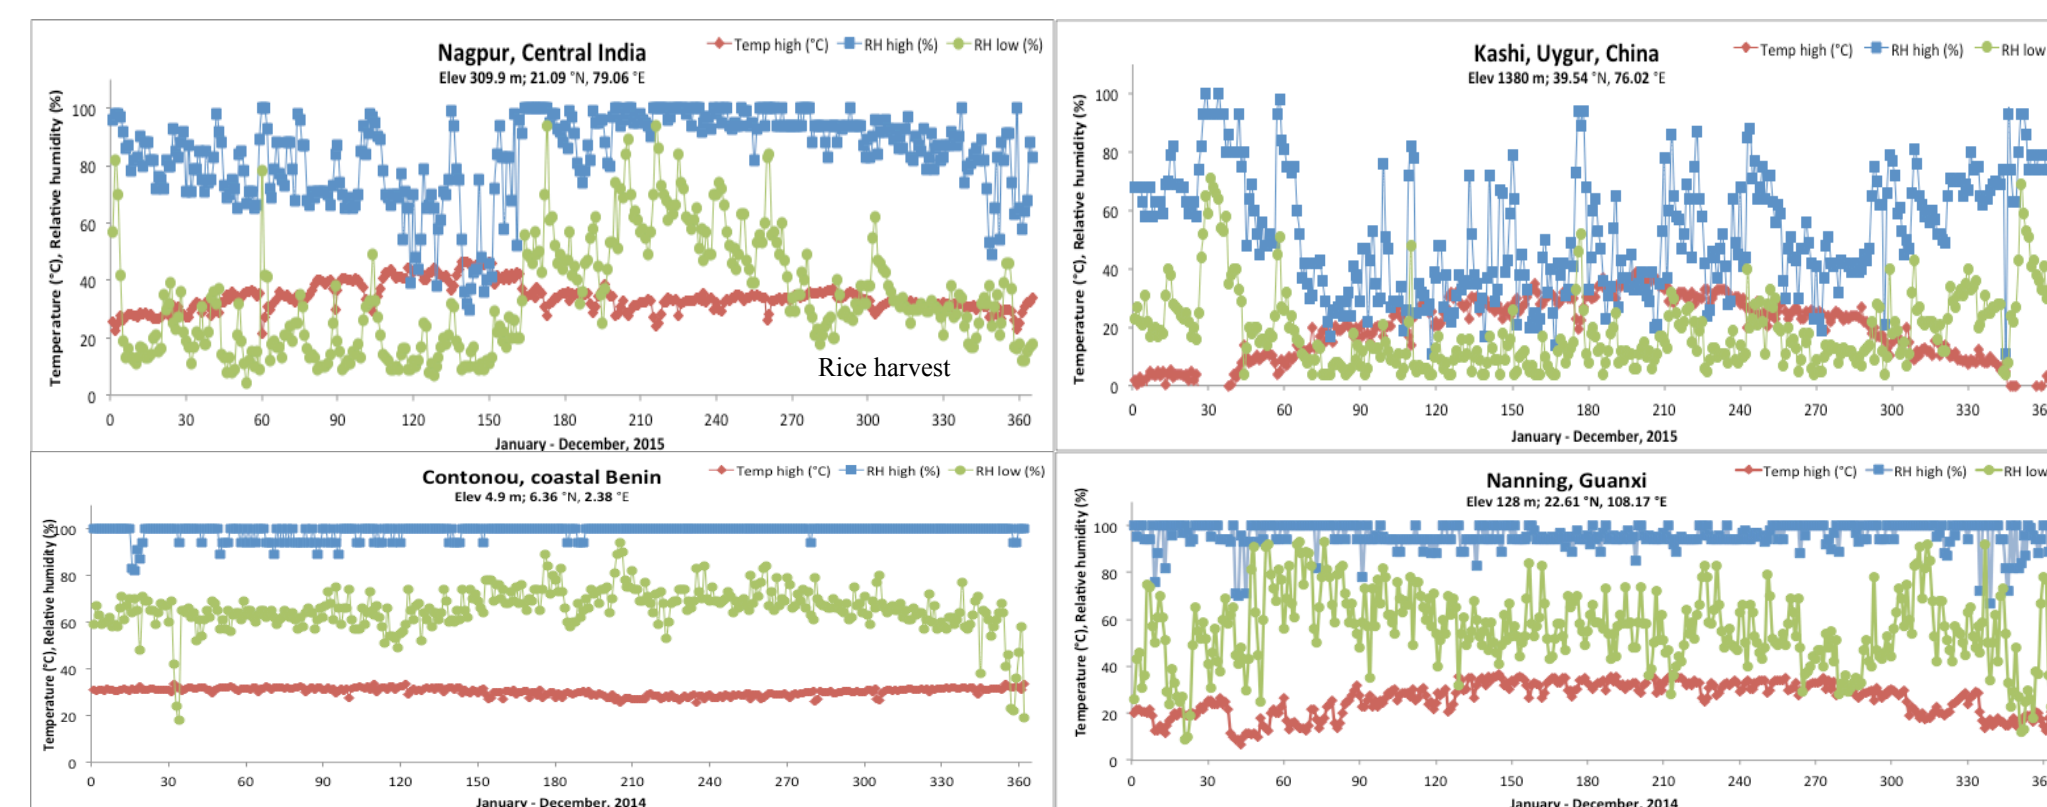 Nagpur, Central India
Elev 309.9 m; 21.09 °N, 79.06 °E
Temp high (°C) RH high (%) RH low (%)
Temperature (°C), Relative humidity (%)
100
80
60
40
20
0
Rice harvest
0 30 60 90 120 150 180 210 240 270 300 330 365
January - December, 2015
Kashi, Uygur, China
Elev 1380 m; 39.54 °N, 76.02 °E
Temp high (°C) RH high (%) RH low
Temperature (°C), Relative humidity (%)
100
80
60
40
20
0
0 30 60 90 120 150 180 210 240 270 300 330 36
January - December, 2015
Contonou, coastal Benin
Elev 4.9 m; 6.36 °N, 2.38 °E
Temp high (°C) RH high (%) RH low (%)
Temperature (°C), Relative humidity (%)
100
80
60
40
20
0
0 30 60 90 120 150 180 210 240 270 300 330 360
January - December, 2014
Nanning, Guanxi
Elev 128 m; 22.61 °N, 108.17 °E
Temp high (°C) RH high (%) RH low
Temperature (°C), Relative humidity (%)
100
80
60
40
20
0
0 30 60 90 120 150 180 210 240 270 300 330 36
January - December, 2014